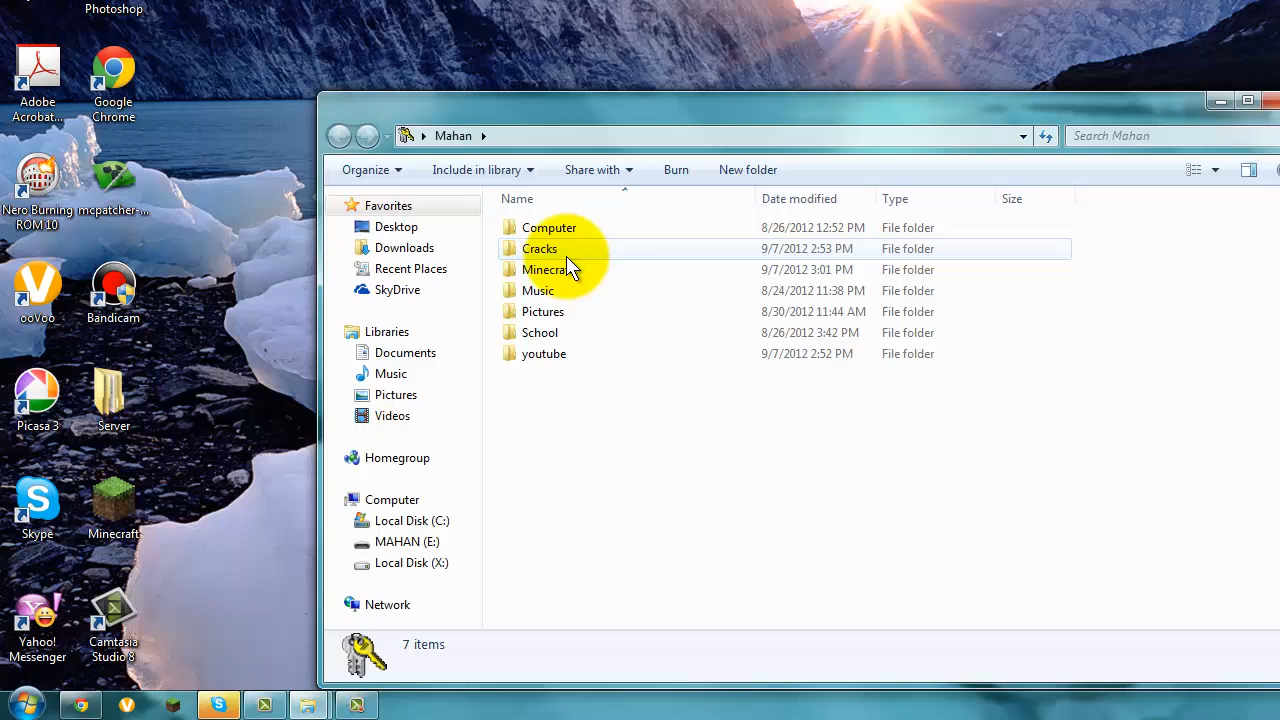 Photoshop
Adobe
Acrobat...
Google
Chrome
Nero Burning
ROM 10
mcpatcher-...
ooVoo
Bandicam
Picasa 3
Server
Skype
Minecraft
Yahoo!
Messenger
Camtasia
Studio 8
Mahan
Search Mahan
Organize
Include in library
Share with
Burn
New folder
Favorites
Desktop
Downloads
Recent Places
SkyDrive
Libraries
Documents
Music
Pictures
Videos
Homegroup
Computer
Local Disk (C:)
MAHAN (E:)
Local Disk (X:)
Network
Name Date modified Type Size
Computer 8/26/2012 12:52 PM File folder
Cracks 9/7/2012 2:53 PM File folder
Minecraft 9/7/2012 3:01 PM File folder
Music 8/24/2012 11:38 PM File folder
Pictures 8/30/2012 11:44 AM File folder
School 8/26/2012 3:42 PM File folder
youtube 9/7/2012 2:52 PM File folder
7 items